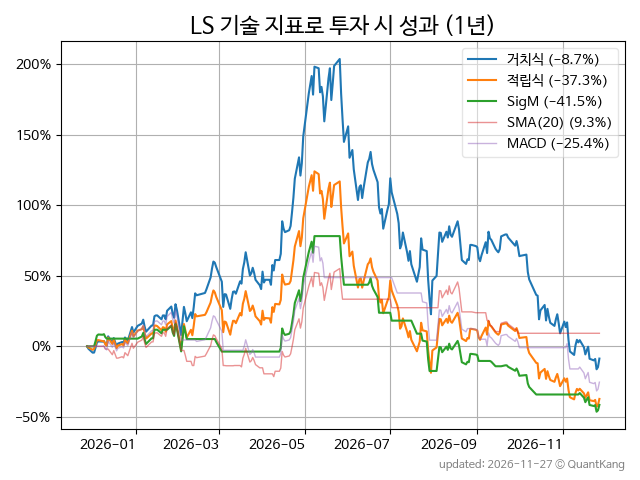 LS 기술 지표로 투자 시 성과 (1년)
거치식 (−8.7%)
적립식 (−37.3%)
SigM (−41.5%)
SMA(20) (9.3%)
MACD (−25.4%)
200%
150%
100%
50%
0%
−50%
2026-01
2026-03
2026-05
2026-07
2026-09
2026-11
updated: 2026-11-27 © QuantKang